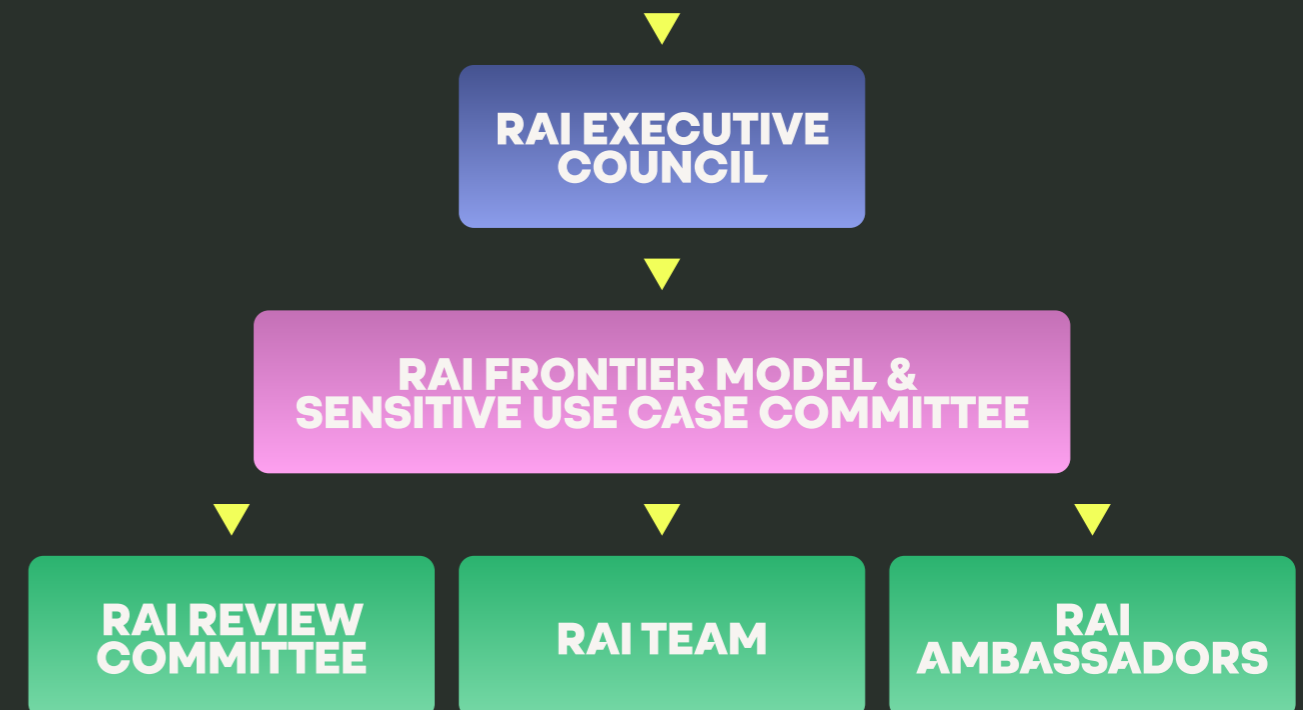 RAI EXECUTIVE
COUNCIL
RAI FRONTIER MODEL &
SENSITIVE USE CASE COMMITTEE
RAI REVIEW
COMMITTEE
RAI TEAM
RAI
AMBASSADORS